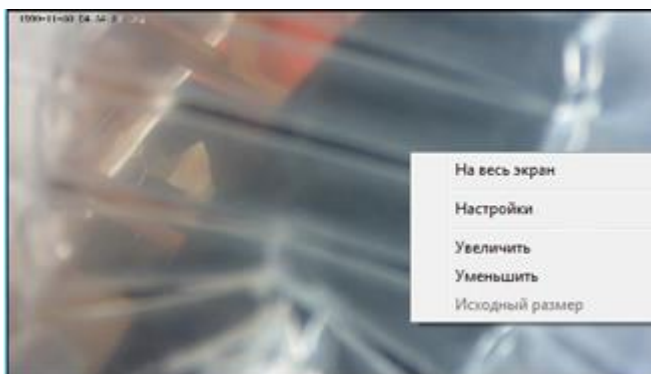 На весь экран
Настройки
Увеличить
Уменьшить
Исходный размер